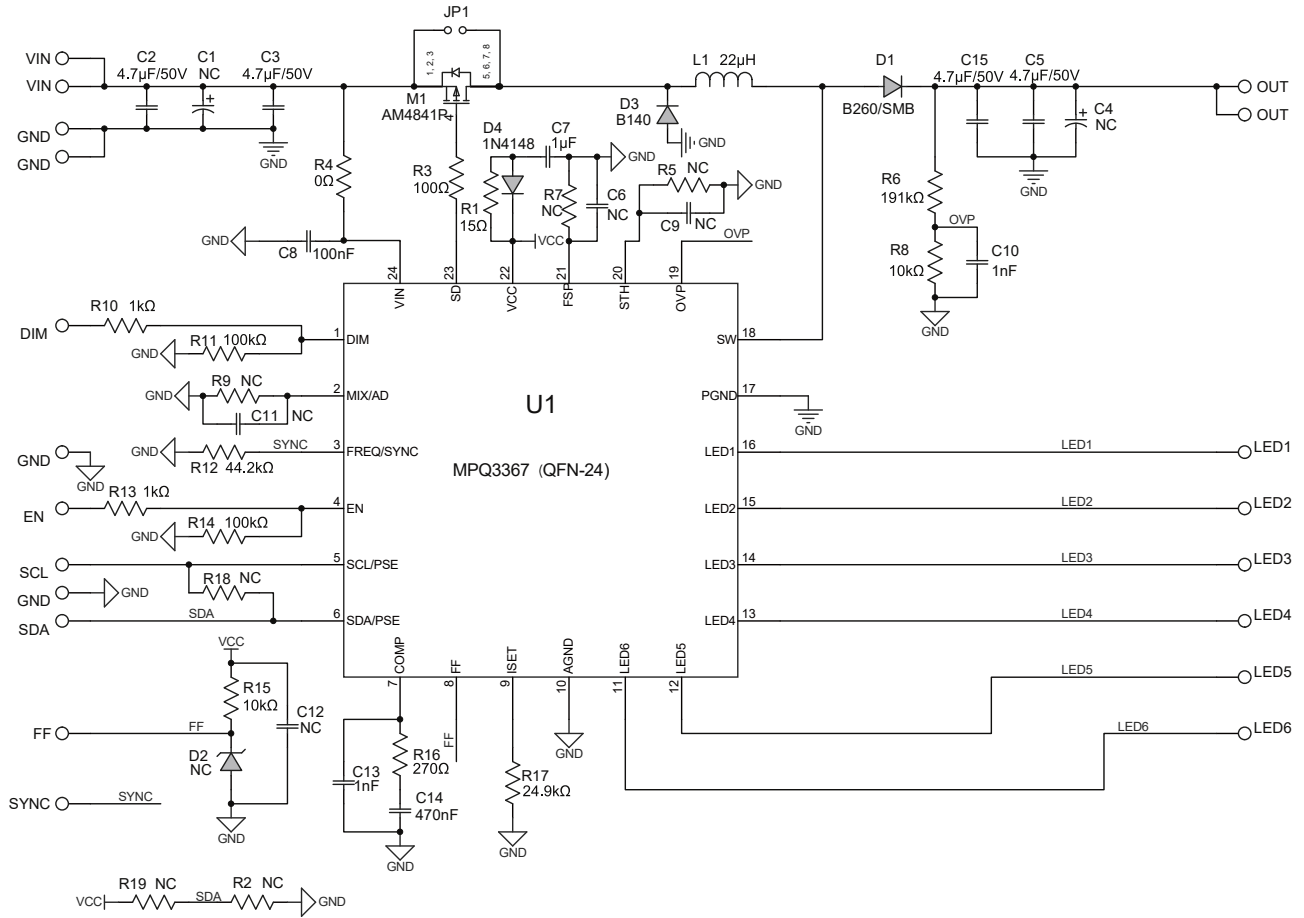 JP1
VIN
C2
C1
C3
4.7µF/50V
NC
4.7µF/50V
1, 2, 3
5, 6, 7, 8
L1 22µH
D1
C15
C5
4.7µF/50V
4.7µF/50V
VIN
OUT
M1
AM4841P
4
B260/SMB
C4
NC
OUT
GND
GND
GND
D3
B140
GND
D4
1N4148
C7
1µF
GND
R4
0Ω
R3
100Ω
R1
15Ω
R7
NC
C6
NC
R5 NC
GND
C9 NC
R6
191kΩ
GND
OVP
GND
C8 100nF
VCC
OVP
R8
10kΩ
C10
1nF
GND
24
23
22
21
20
19
VIN
SD
VCC
FSP
STH
OVP
R10 1kΩ
DIM
R11 100kΩ
GND
1
DIM
SW
18
R9 NC
GND
C11 NC
2
MIX/AD
U1
PGND
17
GND
GND
GND
GND
SYNC
R12 44.2kΩ
3
FREQ/SYNC
MPQ3367 (QFN-24)
LED1
16
LED1
LED1
R13 1kΩ
EN
R14 100kΩ
GND
4
EN
LED2
15
LED2
LED2
SCL
R18 NC
5
SCL/PSE
LED3
14
LED3
LED3
GND
GND
SDA
SDA
6
SDA/PSE
LED4
13
LED4
LED4
COMP
FF
ISET
AGND
LED6
LED5
7
8
9
10
11
12
VCC
R15
10kΩ
C12
NC
LED5
LED5
FF
FF
D2
NC
FF
GND
LED6
LED6
C13
1nF
R16
270Ω
C14
470nF
R17
24.9kΩ
SYNC
SYNC
GND
GND
GND
VCC
R19 NC
SDA
R2 NC
GND